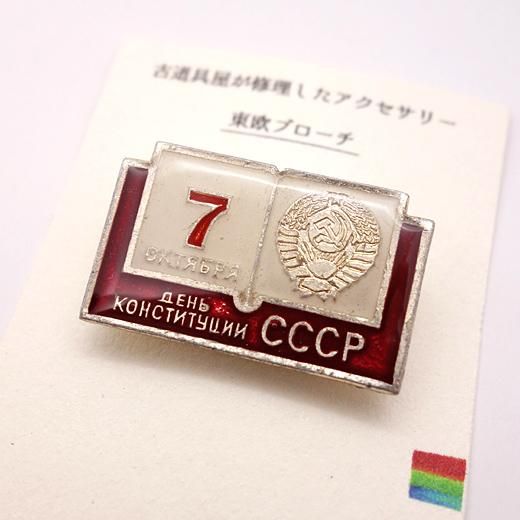 古道具屋が修理したアクセサリー
東欧ブローチ
7
ОКТЯБРЯ
ДЕНЬ
КОНСТИТУЦИИ СССР